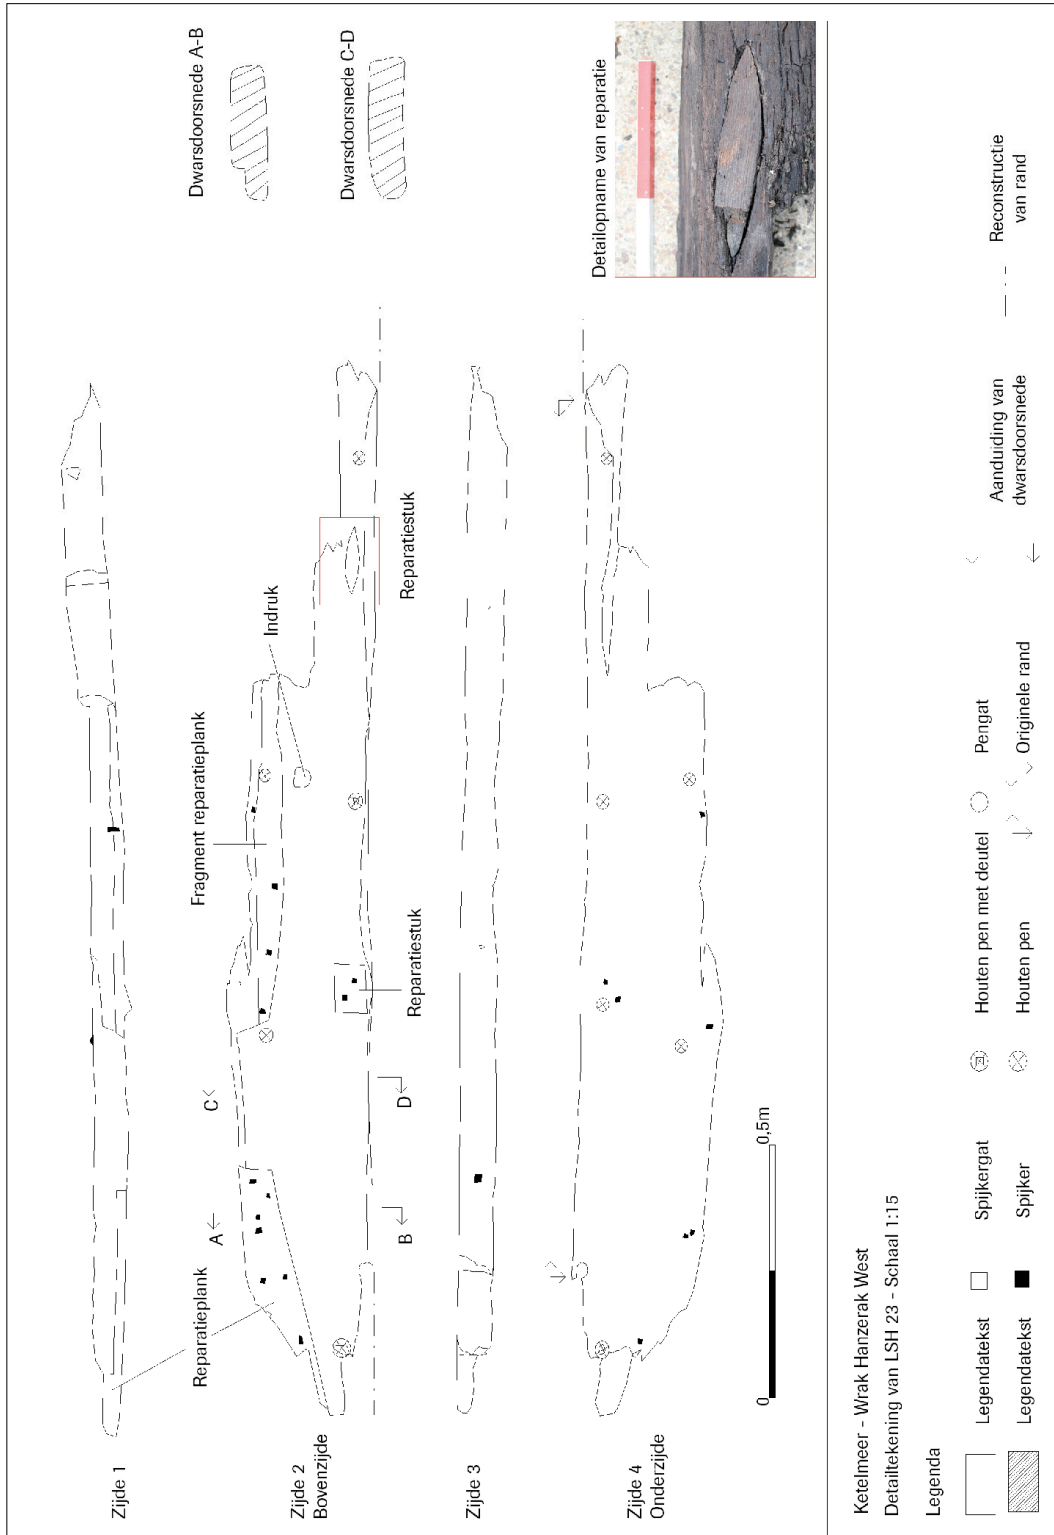 Zijde 1
Reparatieplank
Dwarsdoorsnede A-B
Dwarsdoorsnede C-D
Zijde 2
Bovenzijde
A
B
C
D
Fragment reparatieplank
Indruk
Reparatiestuk
Reparatiestuk
Zijde 3
Detailopname van reparatie
Zijde 4
Onderzijde
0
0,5m
Ketelmeer - Wrak Hanzerak West
Detailtekening van LSH 23 - Schaal 1:15
Legenda
Legendatekst
Spijkergat
Houten pen met deutel
Pengat
Aanduiding van
dwarsdoorsnede
Reconstructie
van rand
Legendatekst
Spijker
Houten pen
Originele rand